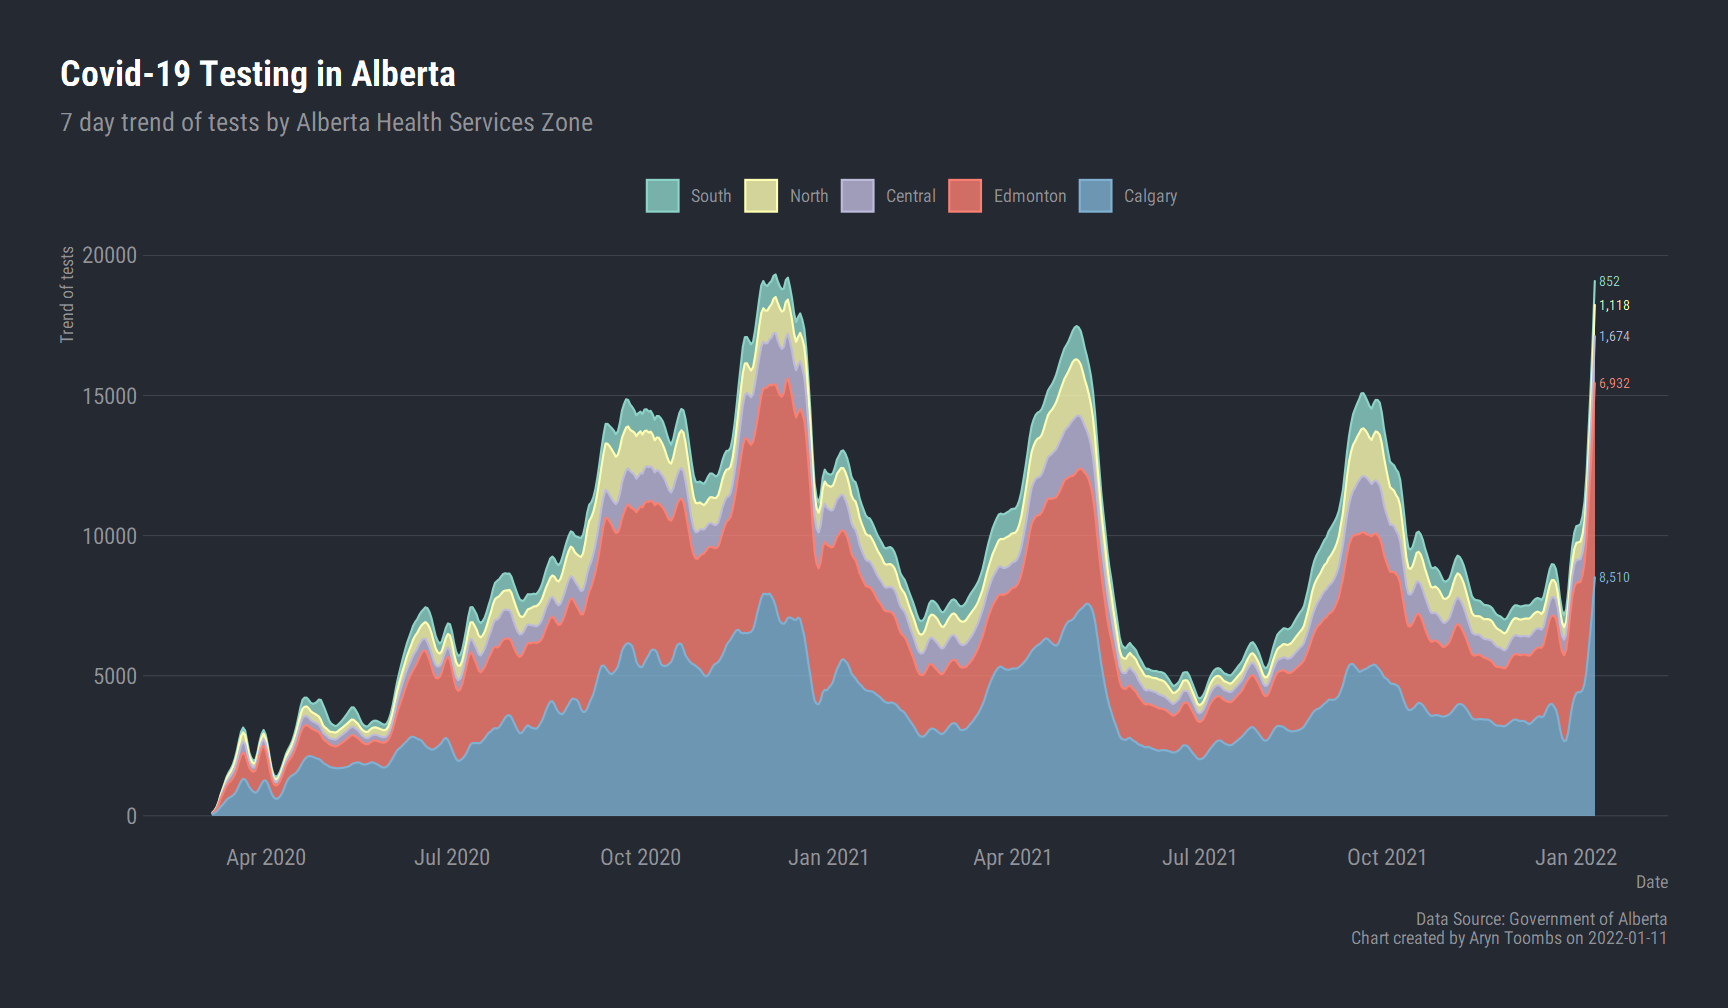 Covid-19 Testing in Alberta
7 day trend of tests by Alberta Health Services Zone
South North Central Edmonton Calgary
Trend of tests
20000
15000
10000
5000
0
852
1,118
1,674
6,932
8,510
Apr 2020 Jul 2020 Oct 2020 Jan 2021 Apr 2021 Jul 2021 Oct 2021 Jan 2022
Date
Data Source: Government of Alberta
Chart created by Aryn Toombs on 2022-01-11